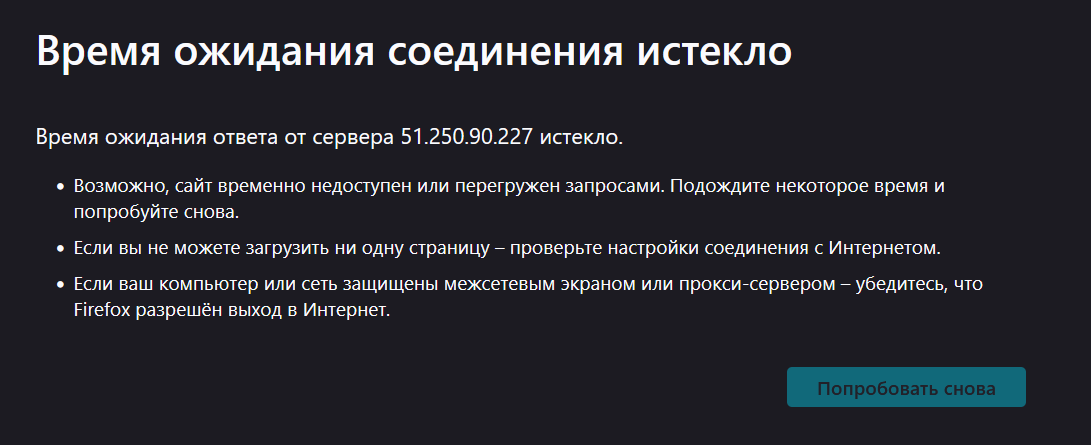 Время ожидания соединения истекло
Время ожидания ответа от сервера 51.250.90.227 истекло.
• Возможно, сайт временно недоступен или перегружен запросами. Подождите некоторое время и
попробуйте снова.
• Если вы не можете загрузить ни одну страницу – проверьте настройки соединения с Интернетом.
• Если ваш компьютер или сеть защищены межсетевым экраном или прокси-сервером – убедитесь, что
Firefox разрешён выход в Интернет.
Попробовать снова